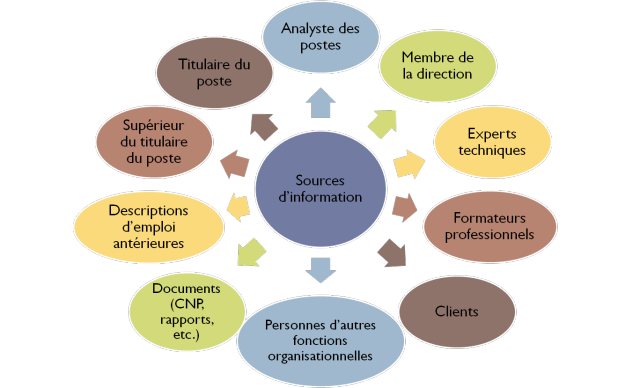 Analyste des
postes
Membre de
la direction
Experts
techniques
Formateurs
professionnels
Clients
Personnes d'autres
fonctions
organisationnelles
Documents
(CNP,
rapports,
etc.)
Descriptions
d'emploi
antérieures
Supérieur
du titulaire
du poste
Titulaire du
poste
Sources
d'information